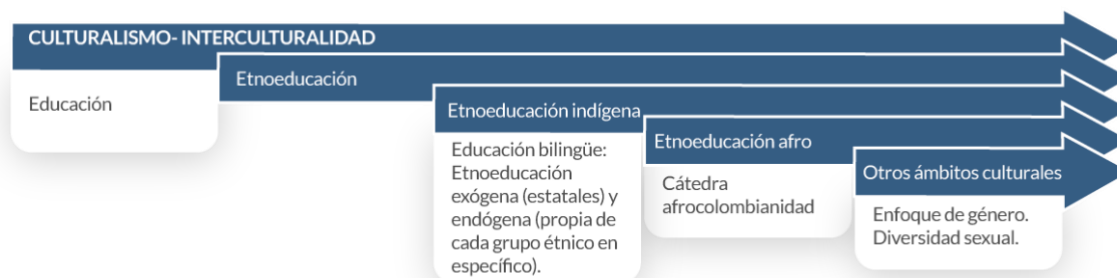 CULTURALISMO- INTERCULTURALIDAD
Educación
Etnoeducación
Etnoeducación indígena
Educación bilingüe:
Etnoeducación
exógena (estatales) y
endógena (propia de
cada grupo étnico en
específico).
Etnoeducación afro
Cátedra
afrocolombianidad
Otros ámbitos culturales
Enfoque de género.
Diversidad sexual.